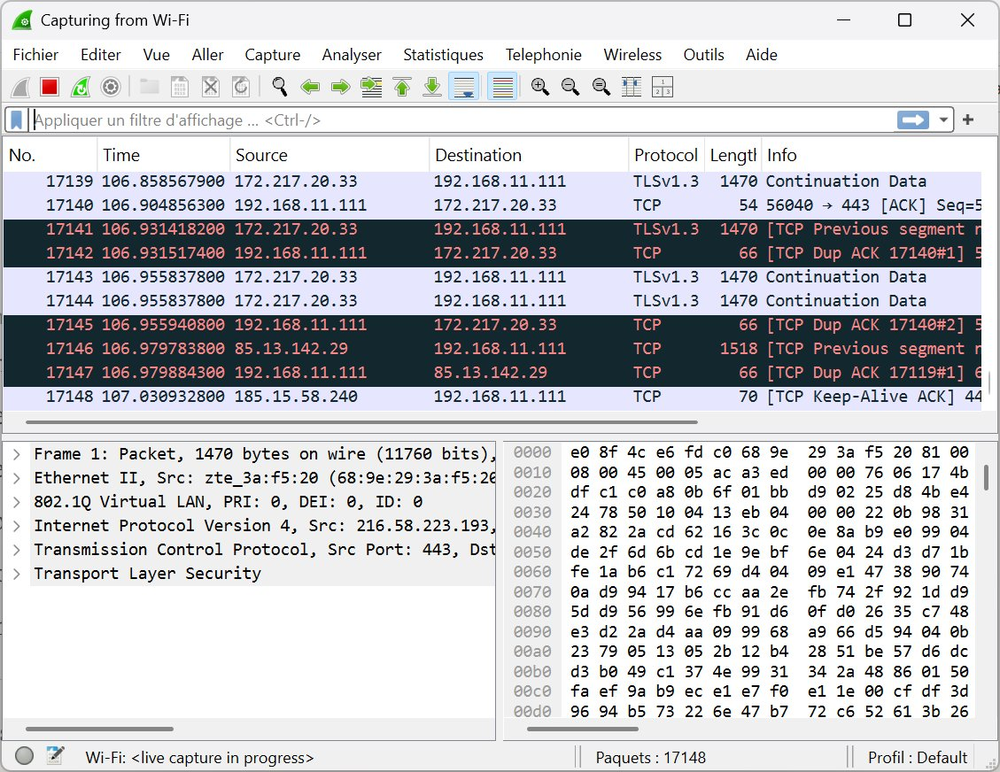 Capturing from Wi-Fi
Fichier Editer Vue Aller Capture Analyser Statistiques Telephonie Wireless Outils Aide
Appliquer un filtre d'affichage ... <Ctrl-/>
No. Time Source Destination Protocol Length Info
17139 106.858567900 172.217.20.33 192.168.11.111 TLSv1.3 1470 Continuation Data
17140 106.904856300 192.168.11.111 172.217.20.33 TCP 54 56040 → 443 [ACK] Seq=5
17141 106.931418200 172.217.20.33 192.168.11.111 TLSv1.3 1470 [TCP Previous segment n
17142 106.931517400 192.168.11.111 172.217.20.33 TCP 66 [TCP Dup ACK 17140#1] 5
17143 106.955837800 172.217.20.33 192.168.11.111 TLSv1.3 1470 Continuation Data
17144 106.955837800 172.217.20.33 192.168.11.111 TLSv1.3 1470 Continuation Data
17145 106.955940800 192.168.11.111 172.217.20.33 TCP 66 [TCP Dup ACK 17140#2] 5
17146 106.979783800 85.13.142.29 192.168.11.111 TCP 1518 [TCP Previous segment n
17147 106.979884300 192.168.11.111 85.13.142.29 TCP 66 [TCP Dup ACK 17119#1] 6
17148 107.030932800 185.15.58.240 192.168.11.111 TCP 70 [TCP Keep-Alive ACK] 44
Frame 1: Packet, 1470 bytes on wire (11760 bits),
Ethernet II, Src: zte_3a:f5:20 (68:9e:29:3a:f5:20
802.1Q Virtual LAN, PRI: 0, DEI: 0, ID: 0
Internet Protocol Version 4, Src: 216.58.223.193,
Transmission Control Protocol, Src Port: 443, Dst
Transport Layer Security
0000 e0 8f 4c e6 fd c0 68 9e 29 3a f5 20 81 00
0010 08 00 45 00 05 ac a3 ed 00 00 76 06 17 4b
0020 df c1 c0 a8 0b 6f 01 bb d9 02 25 d8 4b e4
0030 24 78 50 10 04 13 eb 04 00 00 22 0b 98 31
0040 a2 82 2a cd 62 16 3c 0c 0e 8a b9 e0 99 04
0050 de 2f 6d 6b cd 1e 9e bf 6e 04 24 d3 d7 1b
0060 fe 1a b6 c1 72 69 d4 04 09 e1 47 38 90 74
0070 0a d9 94 17 b6 cc aa 2e fb 74 2f 92 1d d9
0080 5d d9 56 99 6e fb 91 d6 0f d0 26 35 c7 48
0090 e3 d2 2a d4 aa 09 99 68 a9 66 d5 94 04 0b
00a0 23 79 05 13 05 2b 12 b4 28 51 be 57 d6 dc
00b0 d3 b0 49 c1 37 4e 99 31 34 2a 48 86 01 50
00c0 fa ef 9a b9 ec e1 e7 f0 e1 1e 00 cf df 3d
00d0 96 94 b5 73 22 6e 47 b7 72 c6 52 61 3b 26
Wi-Fi: <live capture in progress> Paquets : 17148 Profil : Default